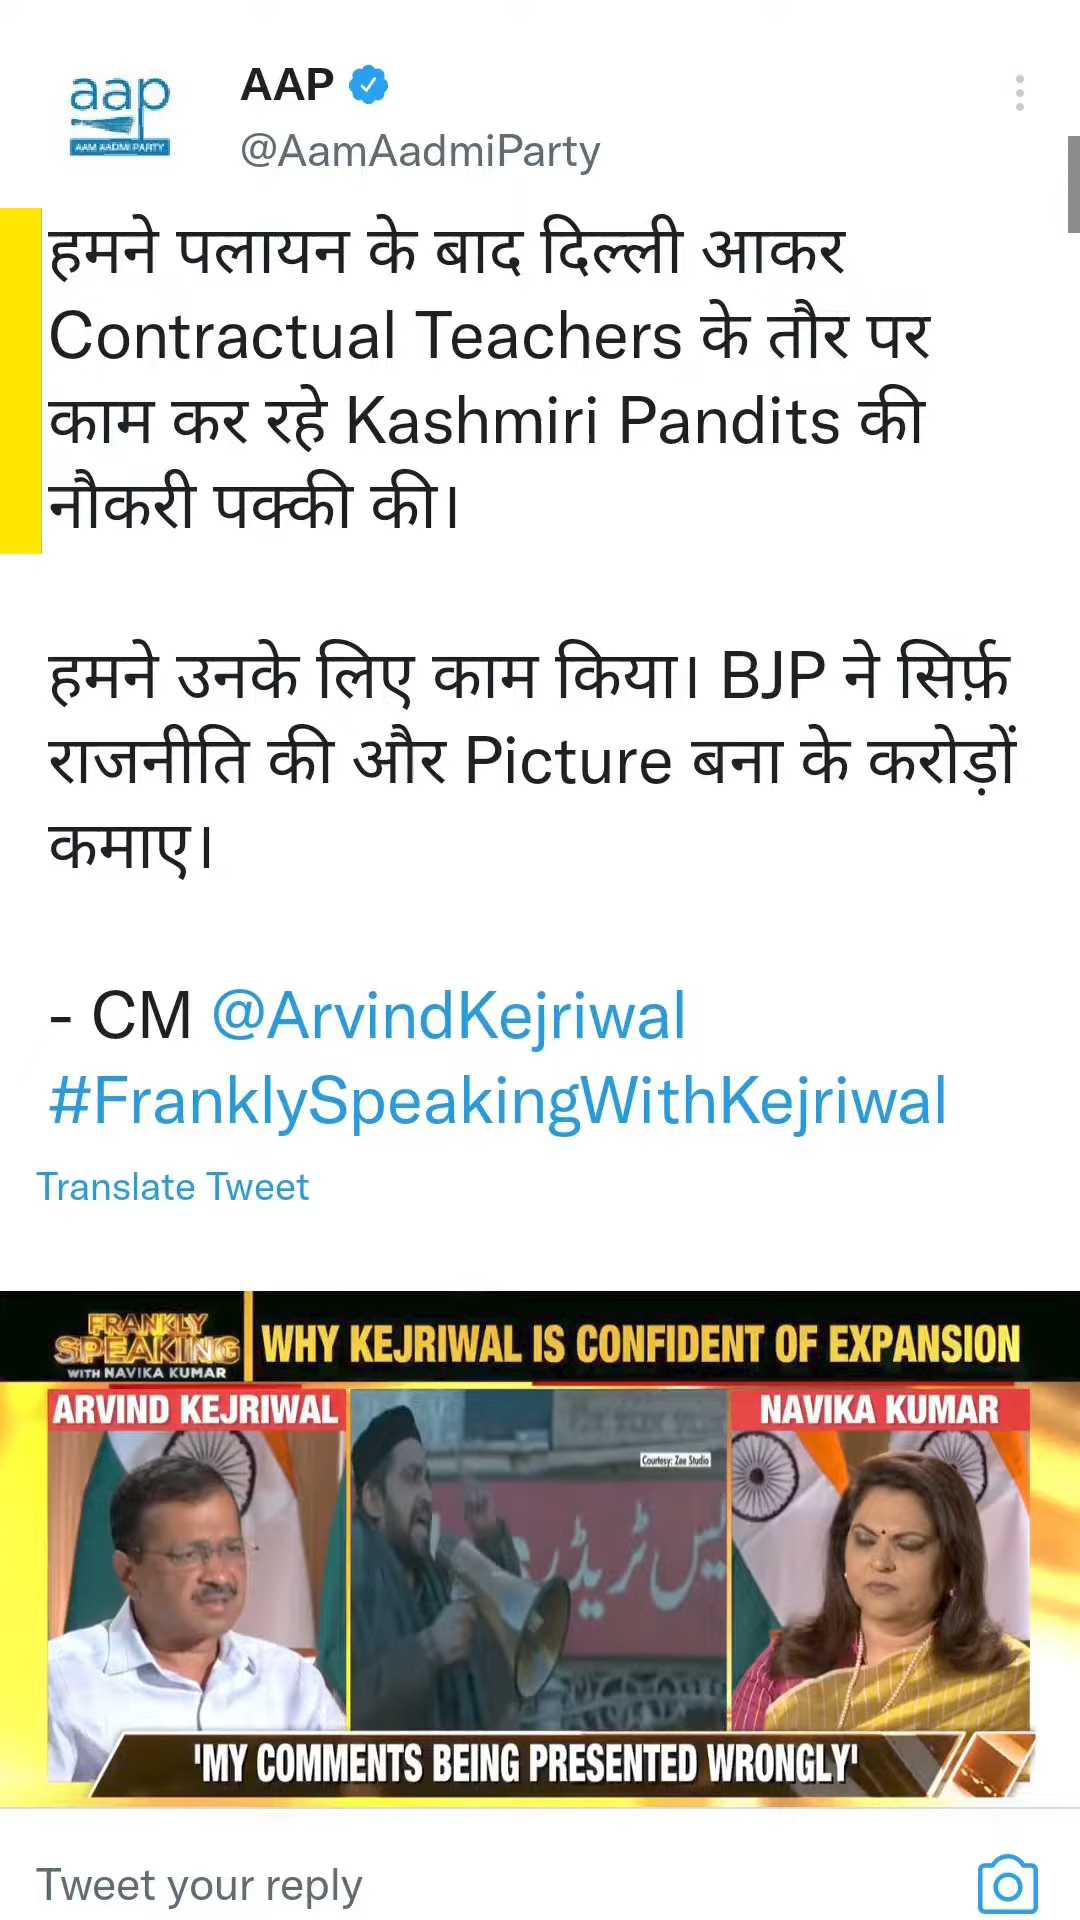 aap
AAM AADMI PARTY
AAP
@AamAadmiParty
हमने पलायन के बाद दिल्ली आकर
Contractual Teachers के तौर पर
काम कर रहे Kashmiri Pandits की
नौकरी पक्की की।
हमने उनके लिए काम किया। BJP ने सिर्फ़
राजनीति की और Picture बना के करोड़ों
कमाए।
- CM @ArvindKejriwal
#FranklySpeakingWithKejriwal
Translate Tweet
FRANKLY
SPEAKING
WITH NAVIKA KUMAR
WHY KEJRIWAL IS CONFIDENT OF EXPANSION
ARVIND KEJRIWAL
NAVIKA KUMAR
Courtesy: Zee Studio
'MY COMMENTS BEING PRESENTED WRONGLY'
Tweet your reply